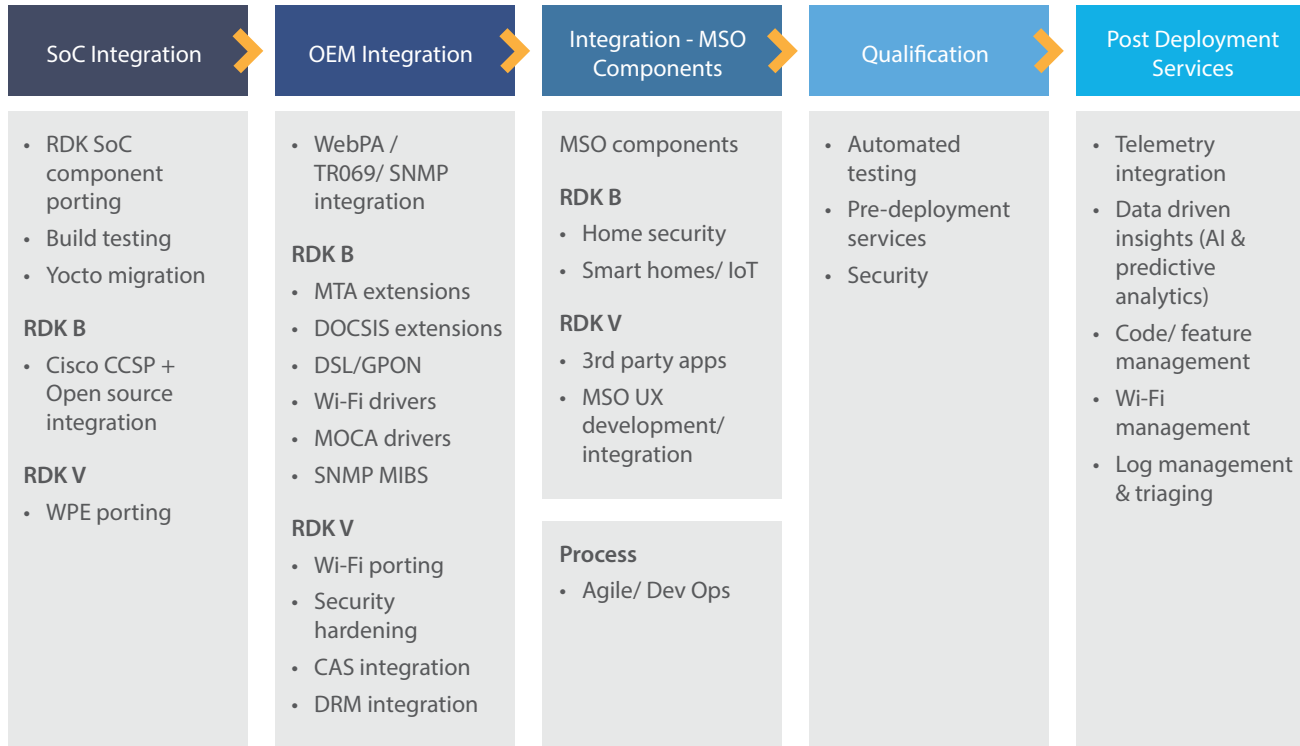 SoC Integration
OEM Integration
Integration - MSO
Components
Qualification
Post Deployment
Services
• RDK SoC
component
porting
• Build testing
• Yocto migration
RDK B
• Cisco CCSP +
Open source
integration
RDK V
• WPE porting
• WebPA /
TR069/ SNMP
integration
RDK B
• MTA extensions
• DOCSIS extensions
• DSL/GPON
• Wi-Fi drivers
• MOCA drivers
• SNMP MIBS
RDK V
• Wi-Fi porting
• Security
hardening
• CAS integration
• DRM integration
MSO components
RDK B
• Home security
• Smart homes/ IoT
RDK V
• 3rd party apps
• MSO UX
development/
integration
Process
• Agile/ Dev Ops
• Automated
testing
• Pre-deployment
services
• Security
• Telemetry
integration
• Data driven
insights (AI &
predictive
analytics)
• Code/ feature
management
• Wi-Fi
management
• Log management
& triaging